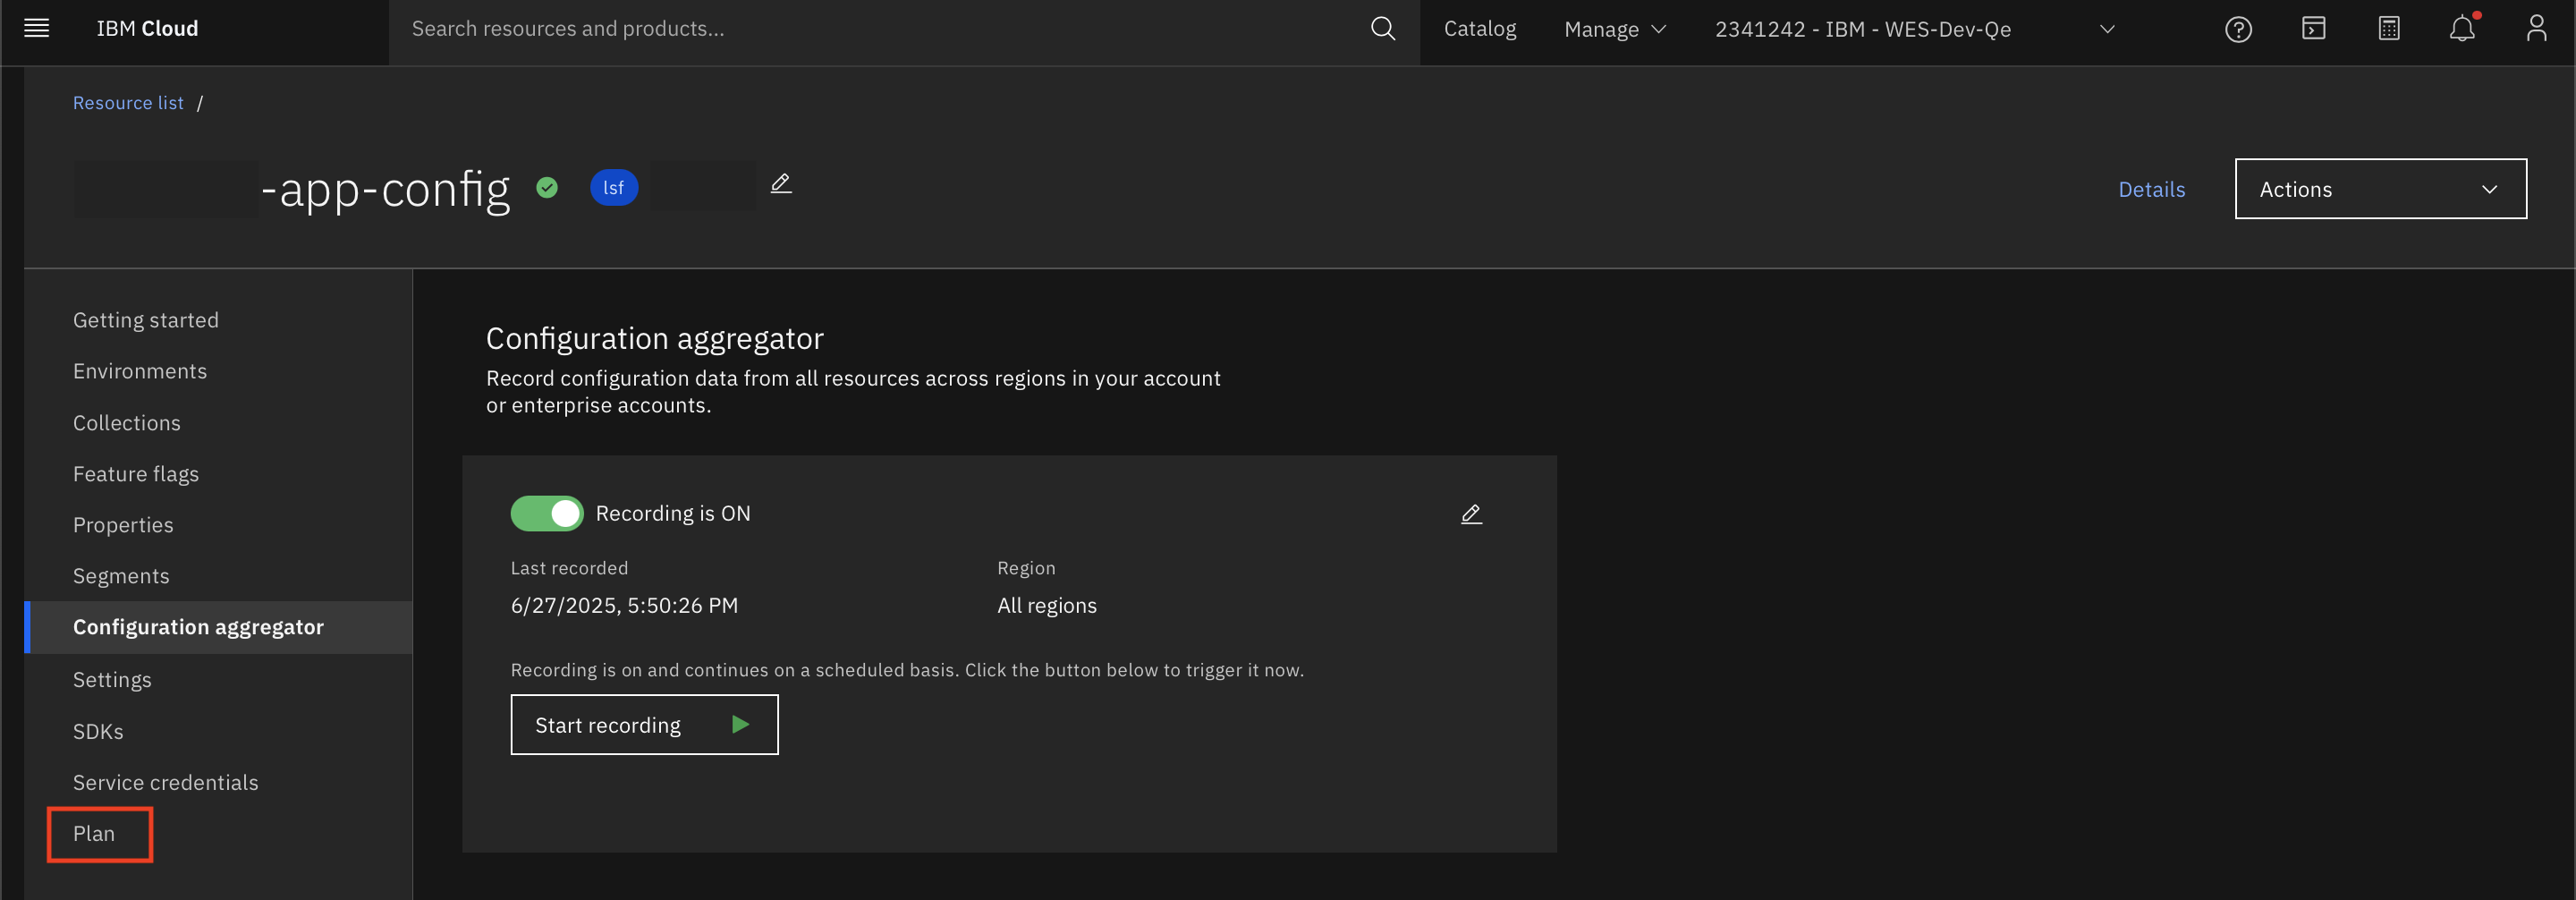 IBM Cloud
Search resources and products...
Catalog
Manage
2341242 - IBM - WES-Dev-Qe
Resource list /
-app-config
lsf
Details
Actions
Getting started
Environments
Collections
Feature flags
Properties
Segments
Configuration aggregator
Settings
SDKs
Service credentials
Plan
Configuration aggregator
Record configuration data from all resources across regions in your account
or enterprise accounts.
Recording is ON
Last recorded
6/27/2025, 5:50:26 PM
Region
All regions
Recording is on and continues on a scheduled basis. Click the button below to trigger it now.
Start recording